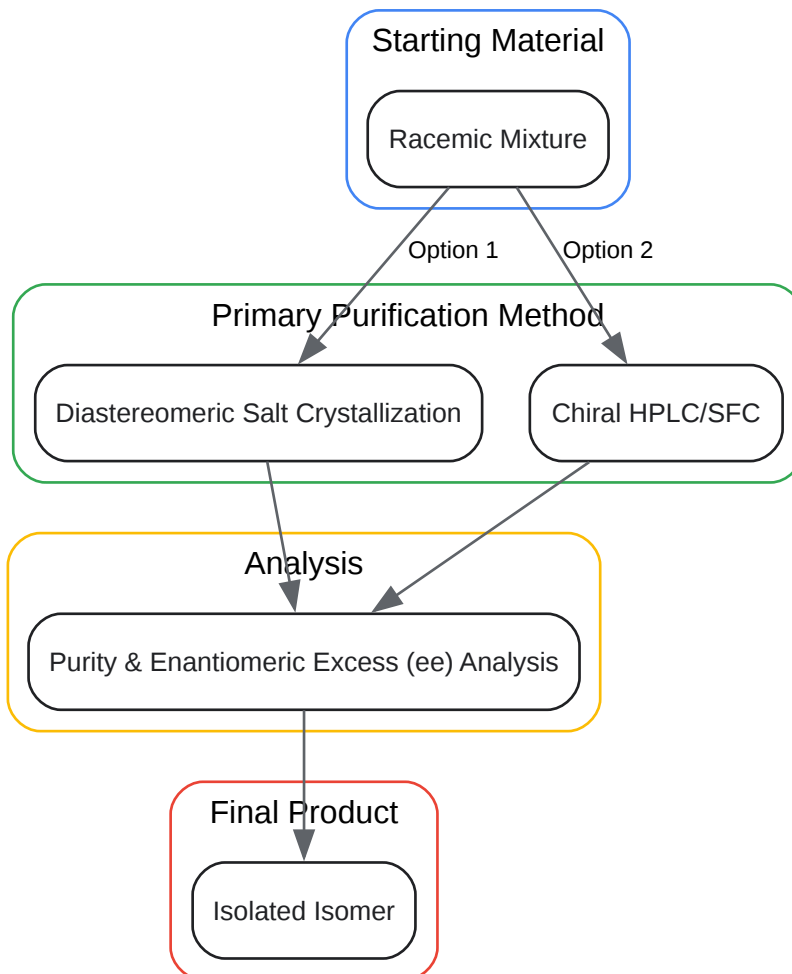 Starting Material
Racemic Mixture
Option 1
Option 2
Primary Purification Method
Diastereomeric Salt Crystallization
Chiral HPLC/SFC
Analysis
Purity & Enantiomeric Excess (ee) Analysis
Final Product
Isolated Isomer